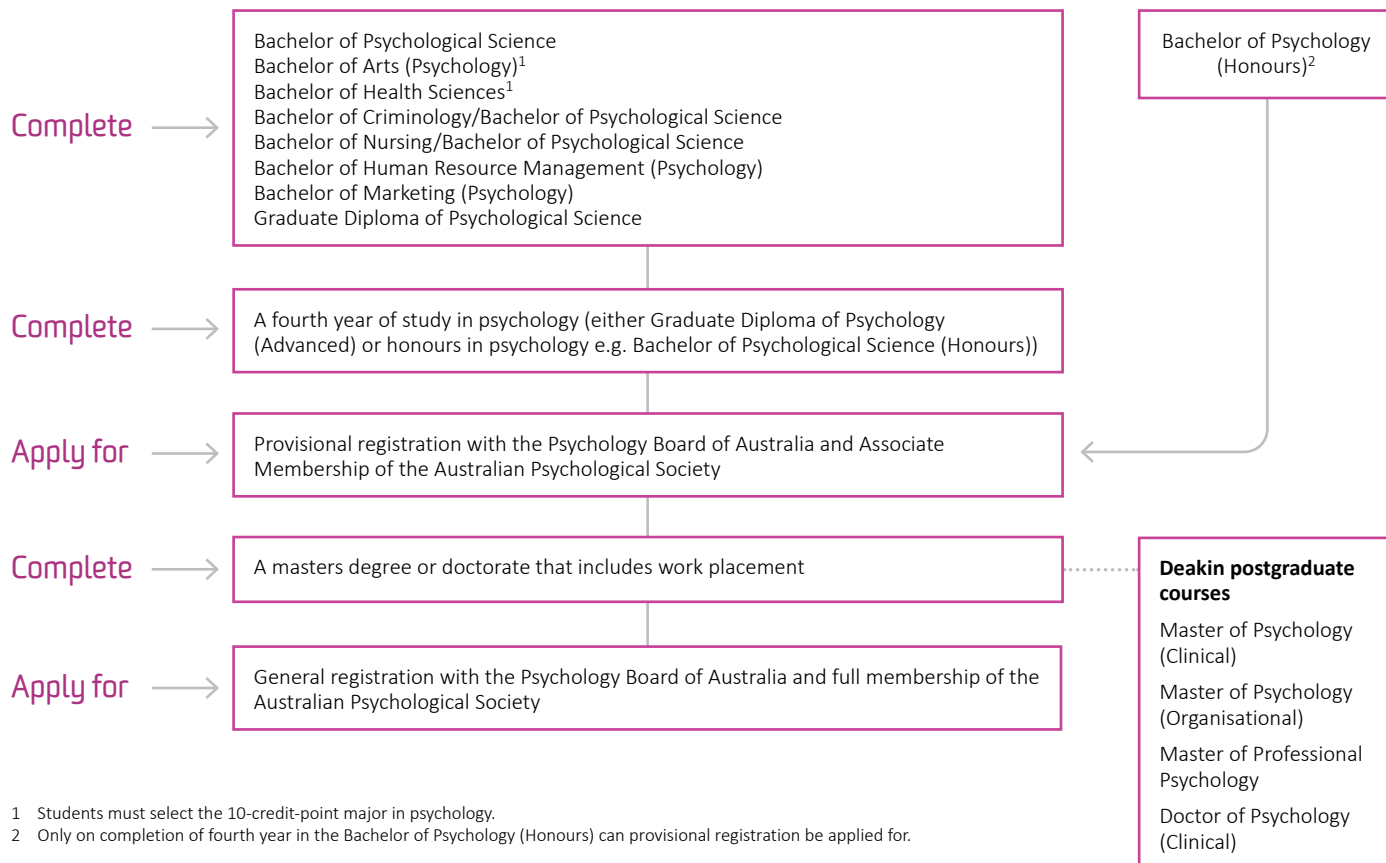 Complete
Bachelor of Psychological Science
Bachelor of Arts (Psychology)1
Bachelor of Health Sciences1
Bachelor of Criminology/Bachelor of Psychological Science
Bachelor of Nursing/Bachelor of Psychological Science
Bachelor of Human Resource Management (Psychology)
Bachelor of Marketing (Psychology)
Graduate Diploma of Psychological Science
Bachelor of Psychology
(Honours)2
Complete
A fourth year of study in psychology (either Graduate Diploma of Psychology
(Advanced) or honours in psychology e.g. Bachelor of Psychological Science (Honours))
Apply for
Provisional registration with the Psychology Board of Australia and Associate
Membership of the Australian Psychological Society
Complete
A masters degree or doctorate that includes work placement
Deakin postgraduate
courses
Master of Psychology
(Clinical)
Master of Psychology
(Organisational)
Master of Professional
Psychology
Doctor of Psychology
(Clinical)
Apply for
General registration with the Psychology Board of Australia and full membership of the
Australian Psychological Society
1 Students must select the 10-credit-point major in psychology.
2 Only on completion of fourth year in the Bachelor of Psychology (Honours) can provisional registration be applied for.